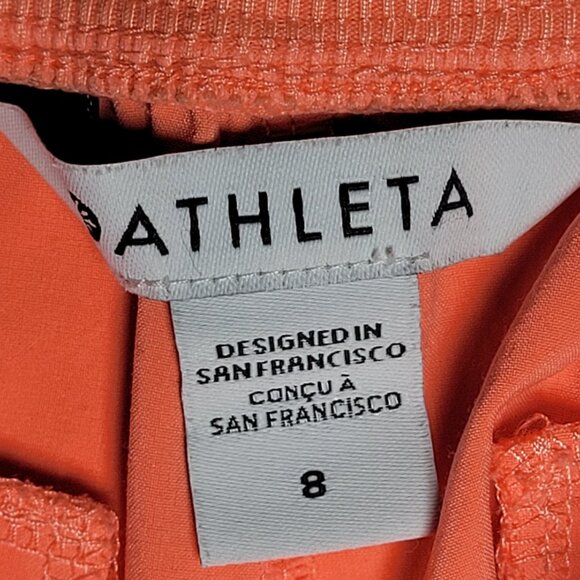 ATHLETA
DESIGNED IN
SAN FRANCISCO
CONÇU À
SAN FRANCISCO
8